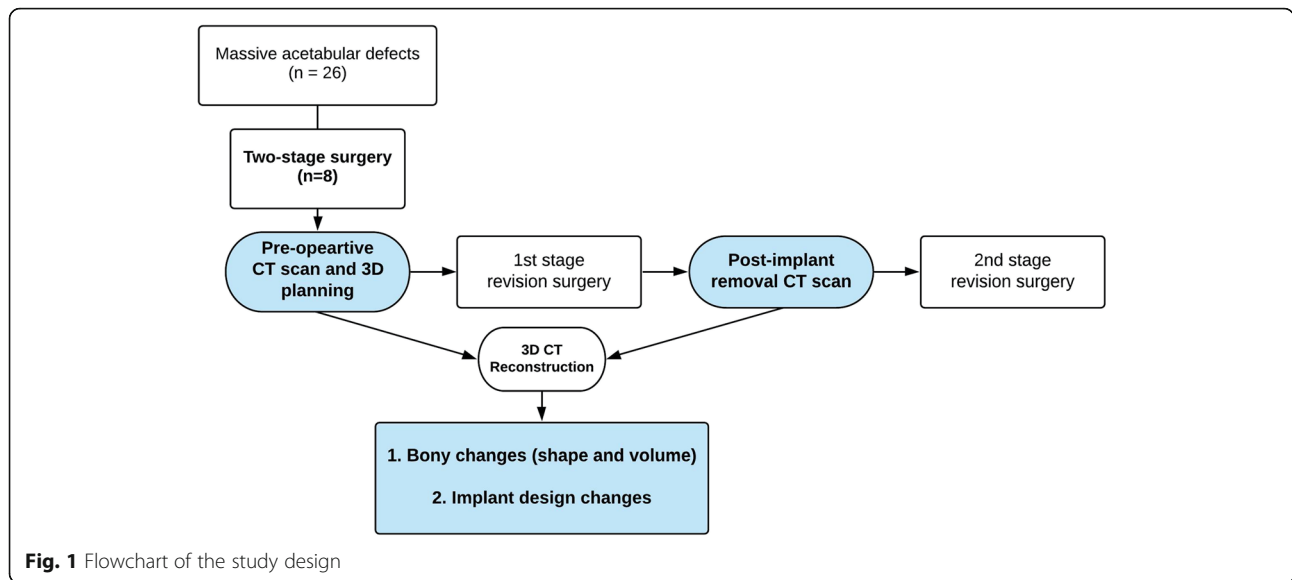 Massive acetabular defects
(n = 26)
Two-stage surgery
(n=8)
Pre-opeartive
CT scan and 3D
planning
1st stage
revision surgery
Post-implant
removal CT scan
2nd stage
revision surgery
3D CT
Reconstruction
1. Bony changes (shape and volume)
2. Implant design changes
Fig. 1 Flowchart of the study design